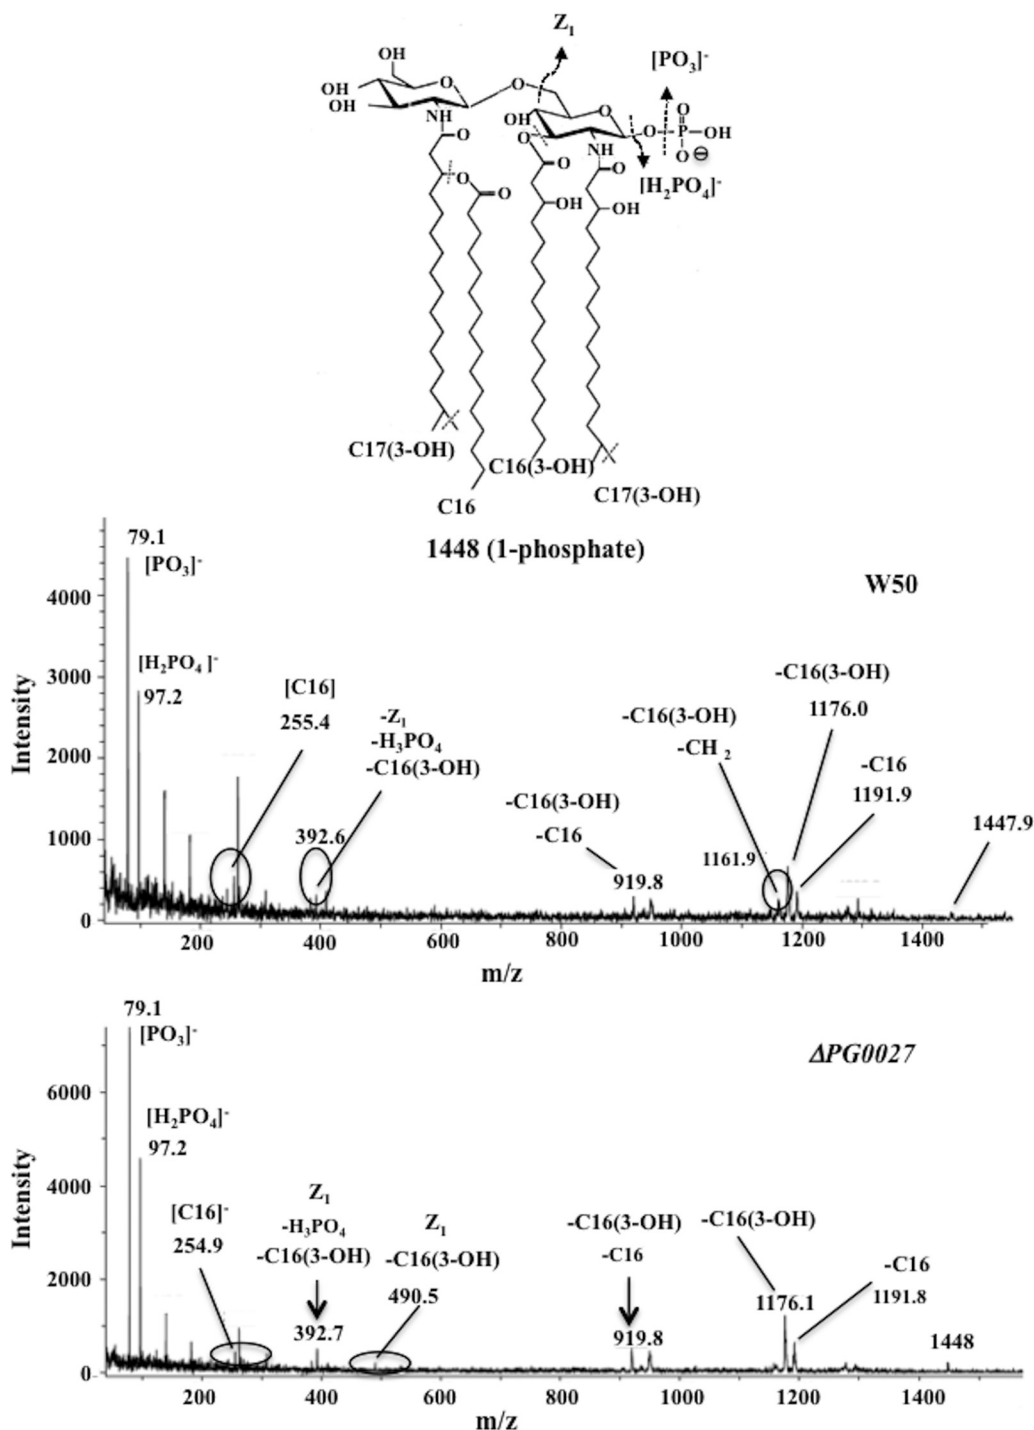 Z₁
[PO₃]⁻
OH
HO
O
O
OH
HO
NH
O
OH
O
O
NH
O
O
P
O
OH
O ⊖
[H₂PO₄]⁻
O
O
O
O
OH
OH
C17(3-OH)
C16(3-OH)
C17(3-OH)
C16
1448 (1-phosphate)
W50
79.1
[PO₃]⁻
[H₂PO₄]⁻
97.2
[C16]
255.4
-Z₁
-H₃PO₄
-C16(3-OH)
392.6
-C16(3-OH)
-C16
919.8
-C16(3-OH)
-CH₂
1161.9
-C16(3-OH)
1176.0
-C16
1191.9
1447.9
Intensity
4000
3000
2000
1000
0
200
400
600
800
1000
1200
1400
m/z
ΔPG0027
79.1
[PO₃]⁻
[H₂PO₄]⁻
97.2
[C16]⁻
254.9
Z₁
-H₃PO₄
-C16(3-OH)
392.7
Z₁
-C16(3-OH)
490.5
-C16(3-OH)
-C16
919.8
-C16(3-OH)
1176.1
-C16
1191.8
1448
Intensity
6000
4000
2000
0
200
400
600
800
1000
1200
1400
m/z